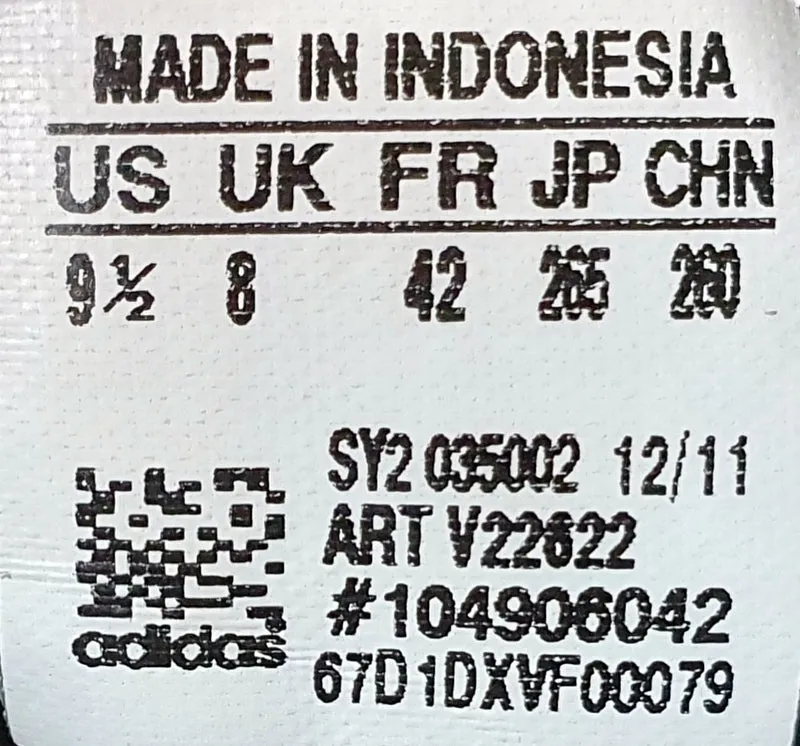 MADE IN INDONESIA
US UK FR JP CHN
9½ 8 42 265 260
SY2 035002 12/11
ART V22622
#104906042
adidas®
67D1DXVF00079